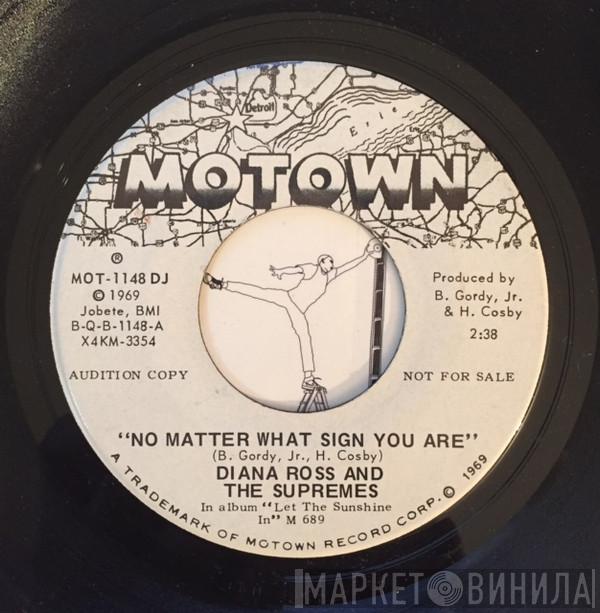 Detroit
Erie
MOTOWN
®
MOT-1148 DJ
© 1969
Jobete, BMI
B-Q-B-1148-A
X4KM-3354
Produced by
B. Gordy, Jr.
& H. Cosby
2:38
AUDITION COPY
NOT FOR SALE
"NO MATTER WHAT SIGN YOU ARE"
(B. Gordy, Jr., H. Cosby)
DIANA ROSS AND
THE SUPREMES
In album "Let The Sunshine
In" M 689
A TRADEMARK OF MOTOWN RECORD CORP. © 1969
МАРКЕТ ВИНИЛА